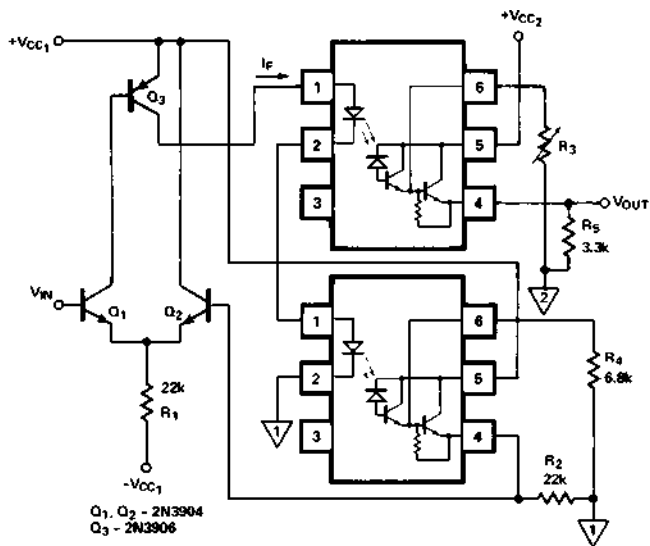 +VCC1
+VCC2
IF
Q3
1
2
3
6
5
4
R3
VOUT
R5
3.3k
2
VIN
Q1
Q2
22k
R1
-VCC1
1
2
3
6
5
4
1
R4
6.8k
R2
22k
1
Q1, Q2 - 2N3904
Q3 - 2N3906